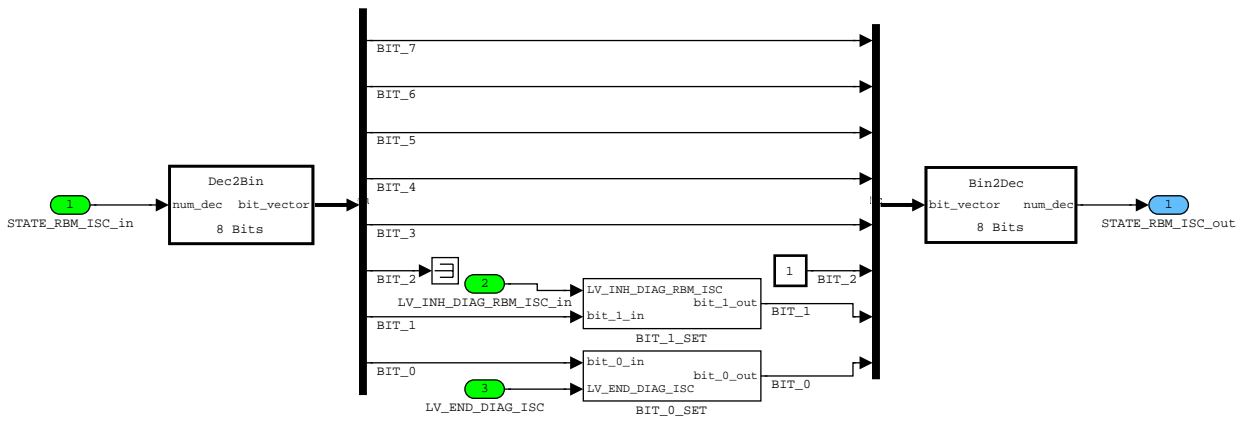 BIT_7
BIT_6
BIT_5
BIT_4
BIT_3
BIT_2
BIT_1
BIT_0
1
STATE_RBM_ISC_in
Dec2Bin
num_dec bit_vector
8 Bits
2
LV_INH_DIAG_RBM_ISC_in
3
LV_END_DIAG_ISC
LV_INH_DIAG_RBM_ISC
bit_1_out
bit_1_in
BIT_1_SET
bit_0_in
bit_0_out
LV_END_DIAG_ISC
BIT_0_SET
1
BIT_2
BIT_1
BIT_0
Bin2Dec
bit_vector num_dec
8 Bits
1
STATE_RBM_ISC_out